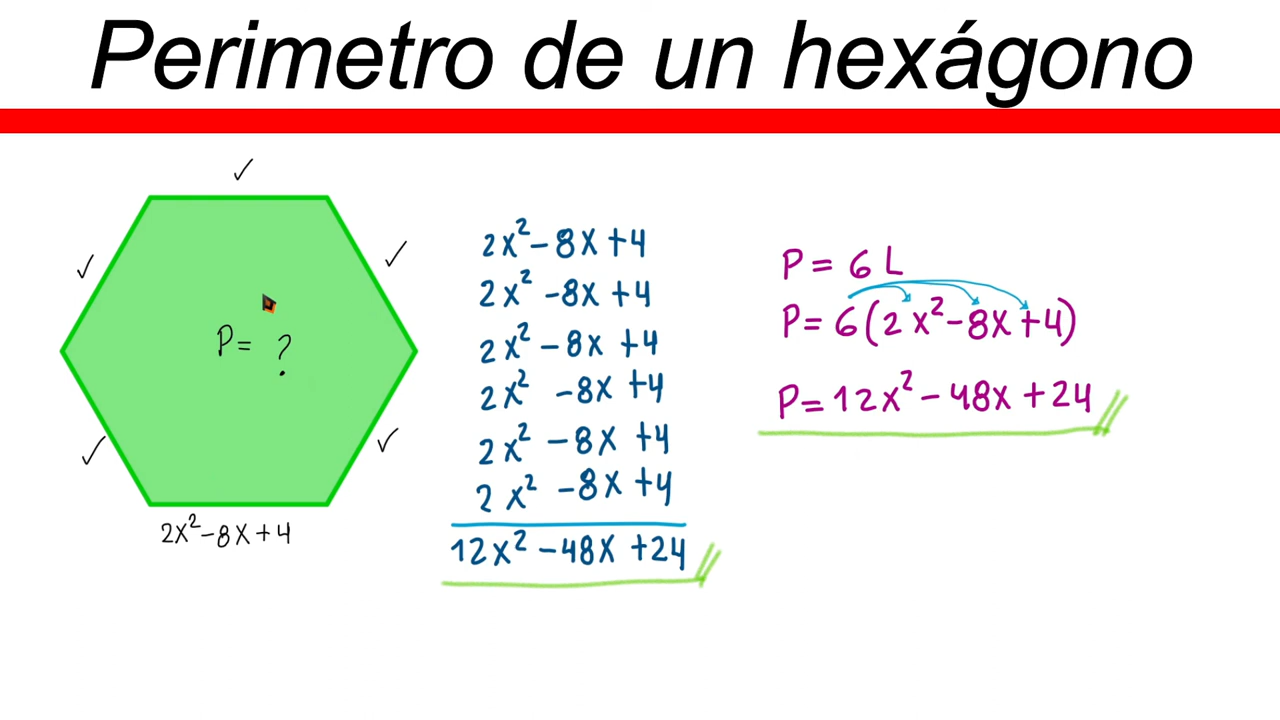 Perimetro de un hexágono
P= ?
2x²-8x+4
2x²-8x+4
2x²-8x+4
2x²-8x+4
2x²-8x+4
2x²-8x+4
2x²-8x+4
12x²-48x+24
P= 6L
P= 6(2x²-8x+4)
P= 12x²-48x+24